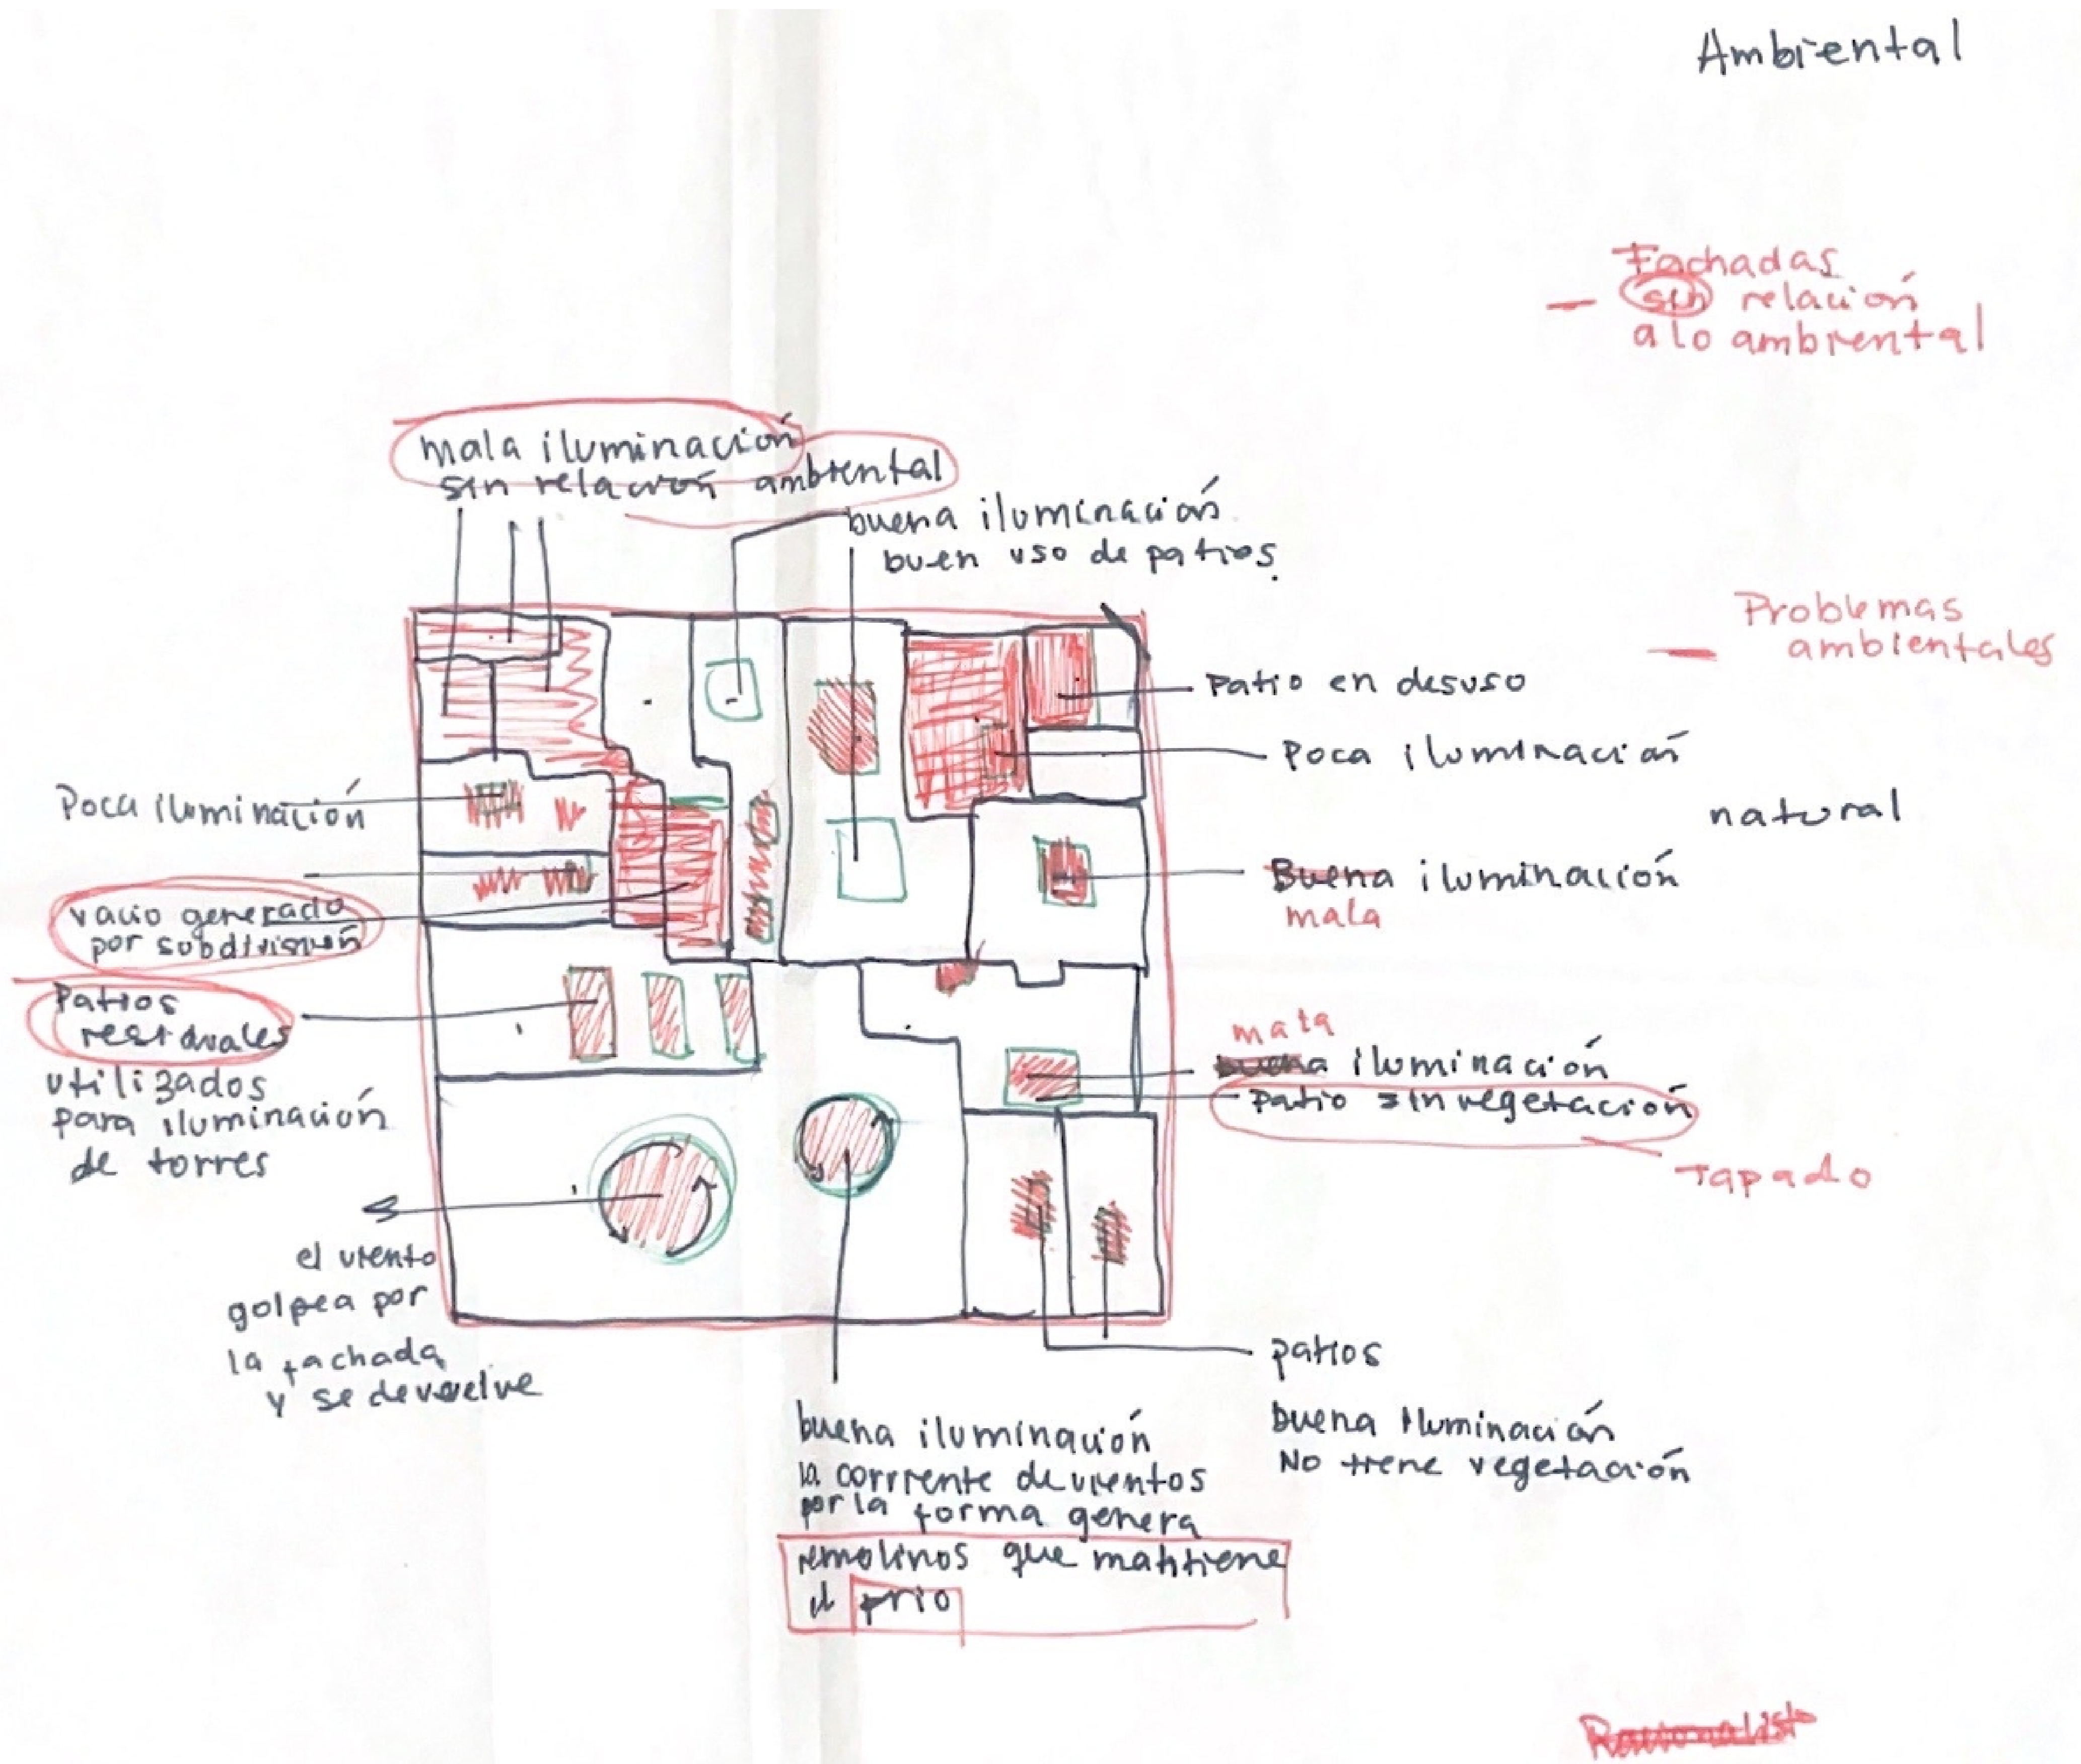 Ambiental
Fachadas
— sin relación
a lo ambiental
mala iluminación
sin relación ambiental
buena iluminación
buen uso de patios.
Problemas
— ambientales
Patio en desuso
Poca iluminación
natural
Poca iluminación
Buena iluminación
mala
vacio generado
por subdivisión
Patios
residuales
utilizados
para iluminación
de torres
mala
buena iluminación
Patio sin vegetación
Tapado
el viento
golpea por
la fachada
y se devuelve
patios
buena iluminación
No tiene vegetación
buena iluminación
la corrrente de vientos
por la forma genera
remolinos que mantiene
el frio